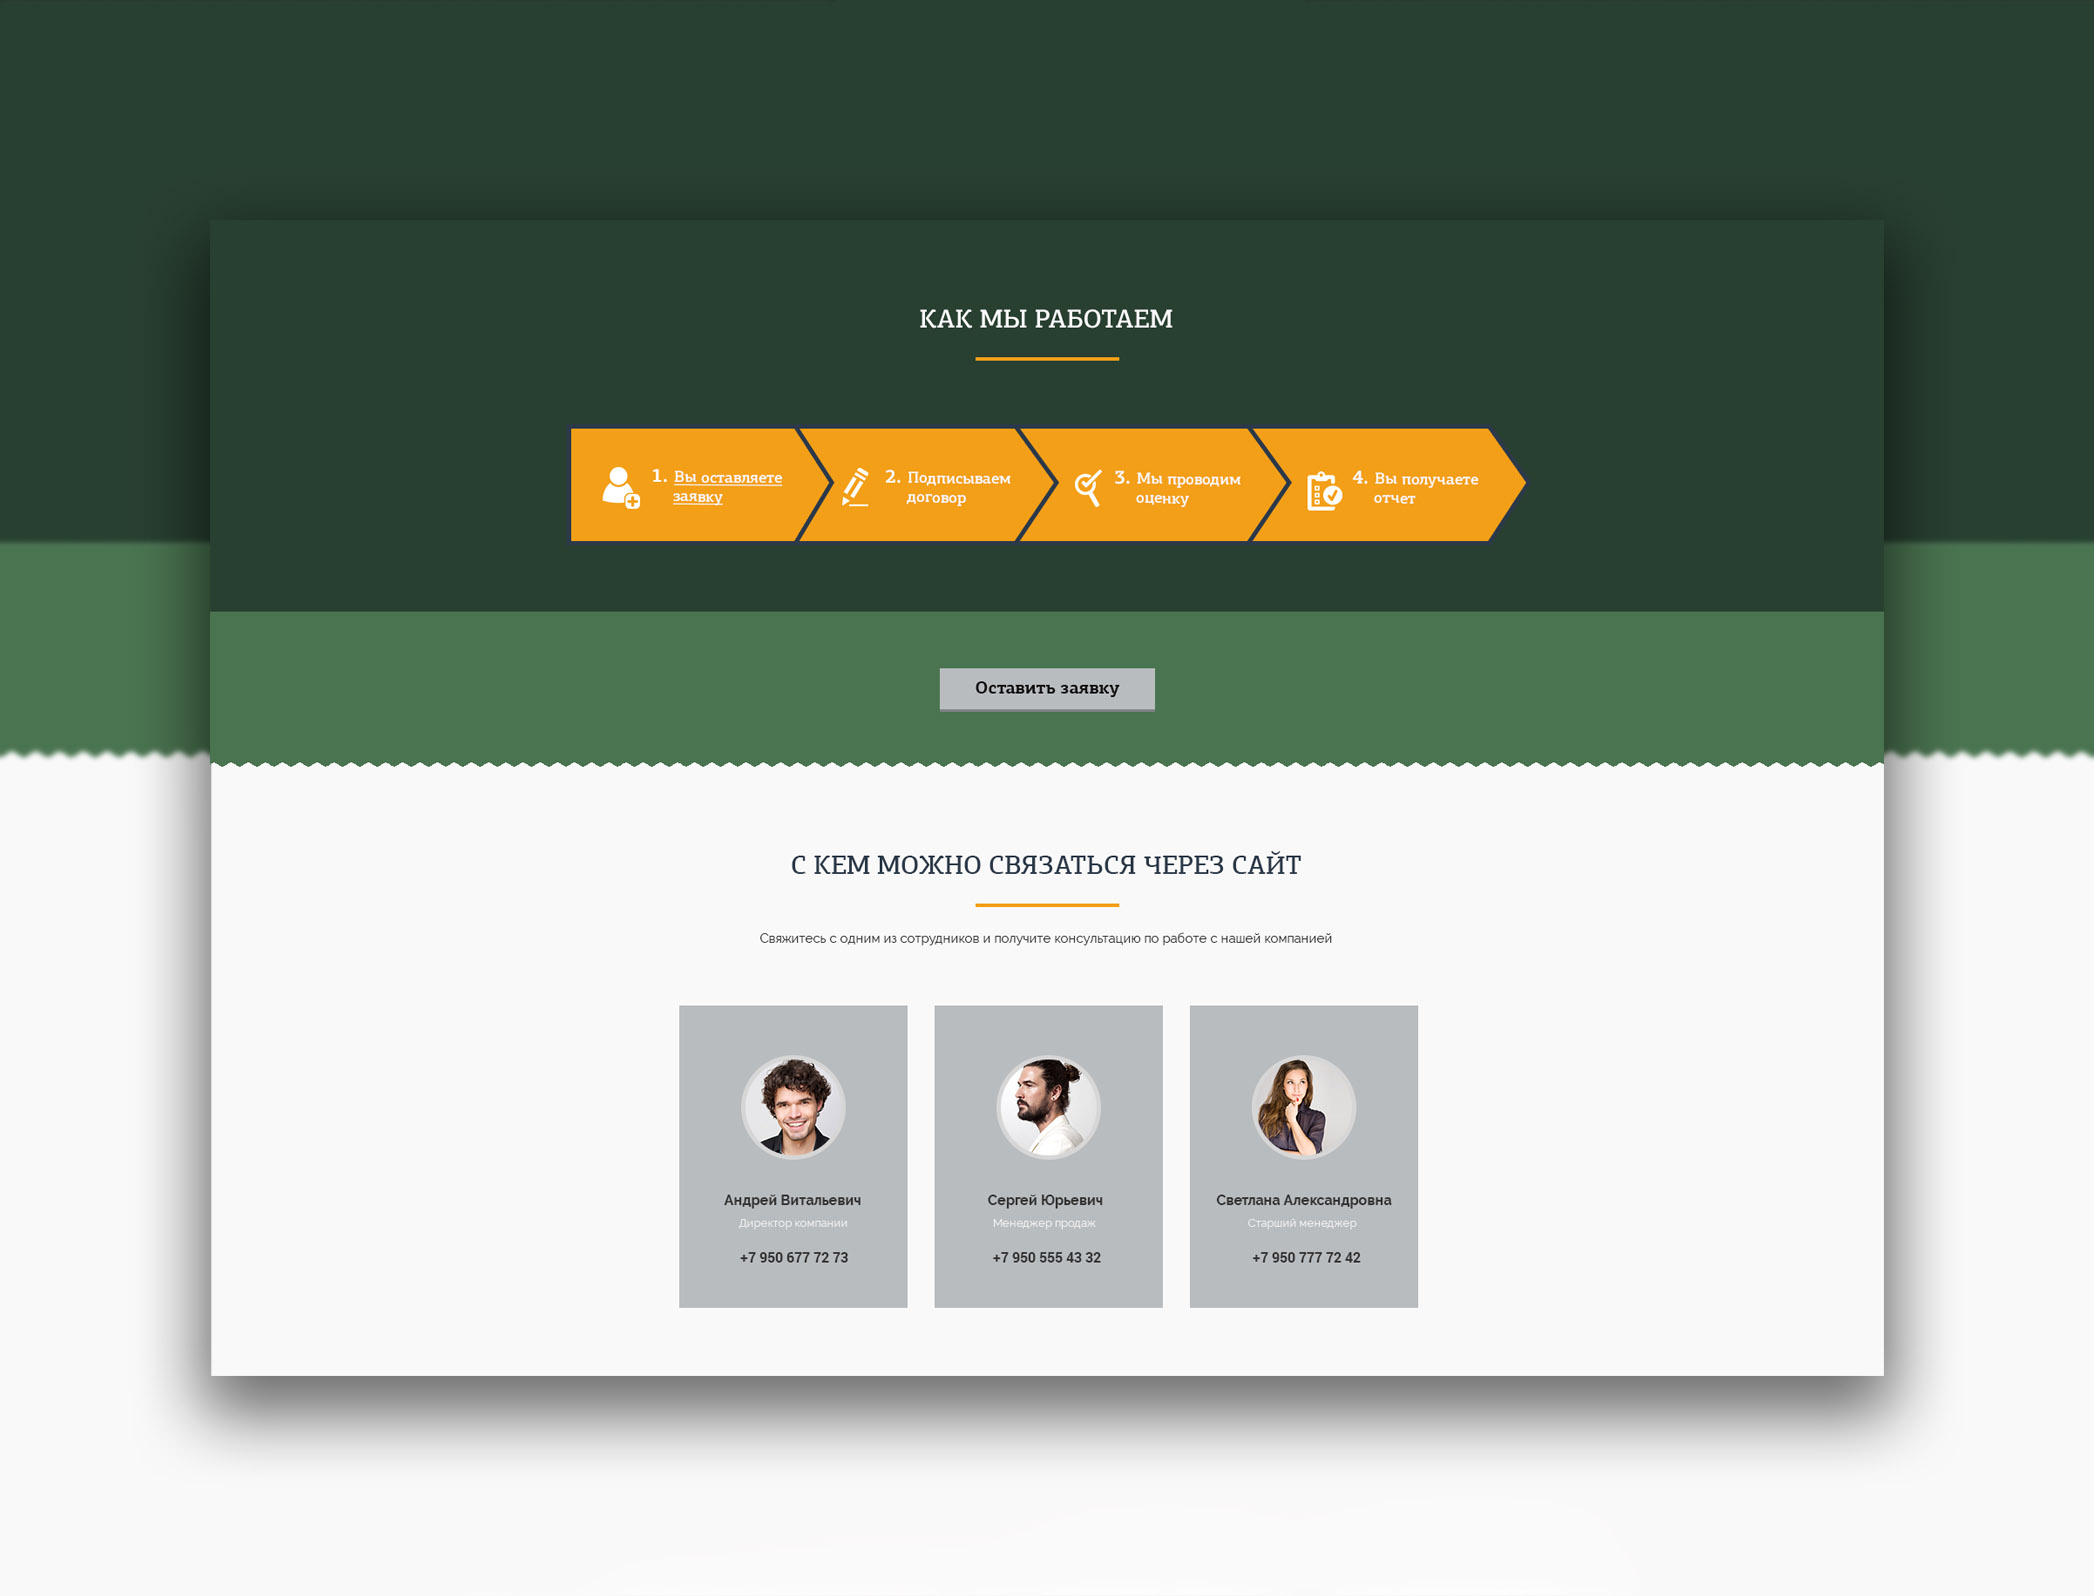 КАК МЫ РАБОТАЕМ
1. Вы оставляете
заявку
2. Подписываем
договор
3. Мы проводим
оценку
4. Вы получаете
отчет
Оставить заявку
С КЕМ МОЖНО СВЯЗАТЬСЯ ЧЕРЕЗ САЙТ
Свяжитесь с одним из сотрудников и получите консультацию по работе с нашей компанией
Андрей Витальевич
Директор компании
+7 950 677 72 73
Сергей Юрьевич
Менеджер продаж
+7 950 555 43 32
Светлана Александровна
Старший менеджер
+7 950 777 72 42